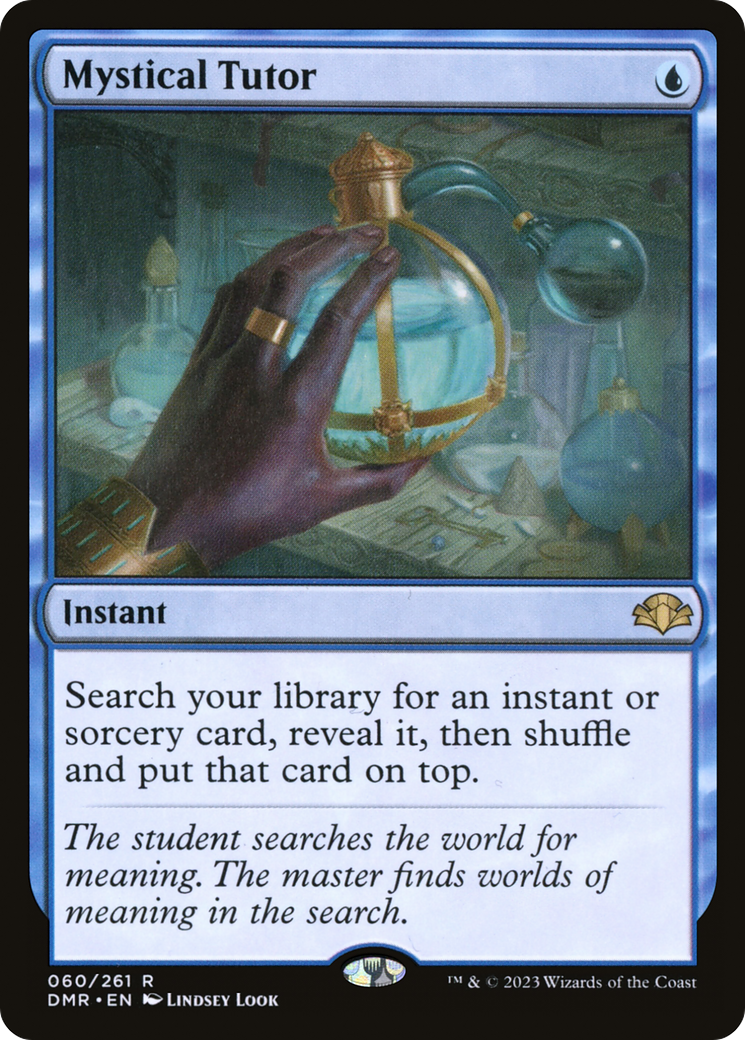 Mystical Tutor
Instant
Search your library for an instant or
sorcery card, reveal it, then shuffle
and put that card on top.
The student searches the world for
meaning. The master finds worlds of
meaning in the search.
060/261 R
DMR • EN Lindsey Look
™ & © 2023 Wizards of the Coast